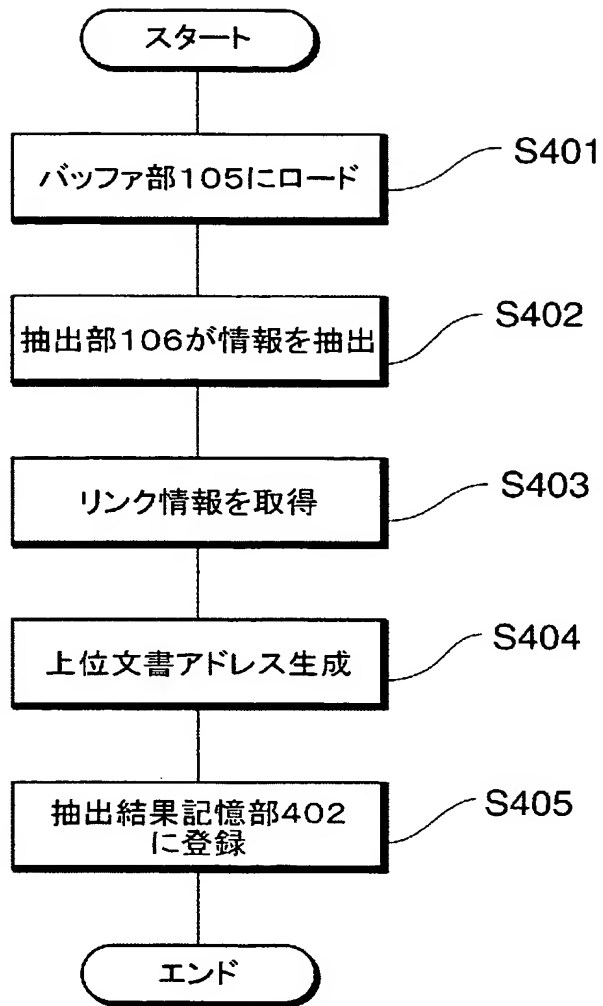 スタート
バッファ部105にロード
S401
抽出部106が情報を抽出
S402
リンク情報を取得
S403
上位文書アドレス生成
S404
抽出結果記憶部402
に登録
S405
エンド